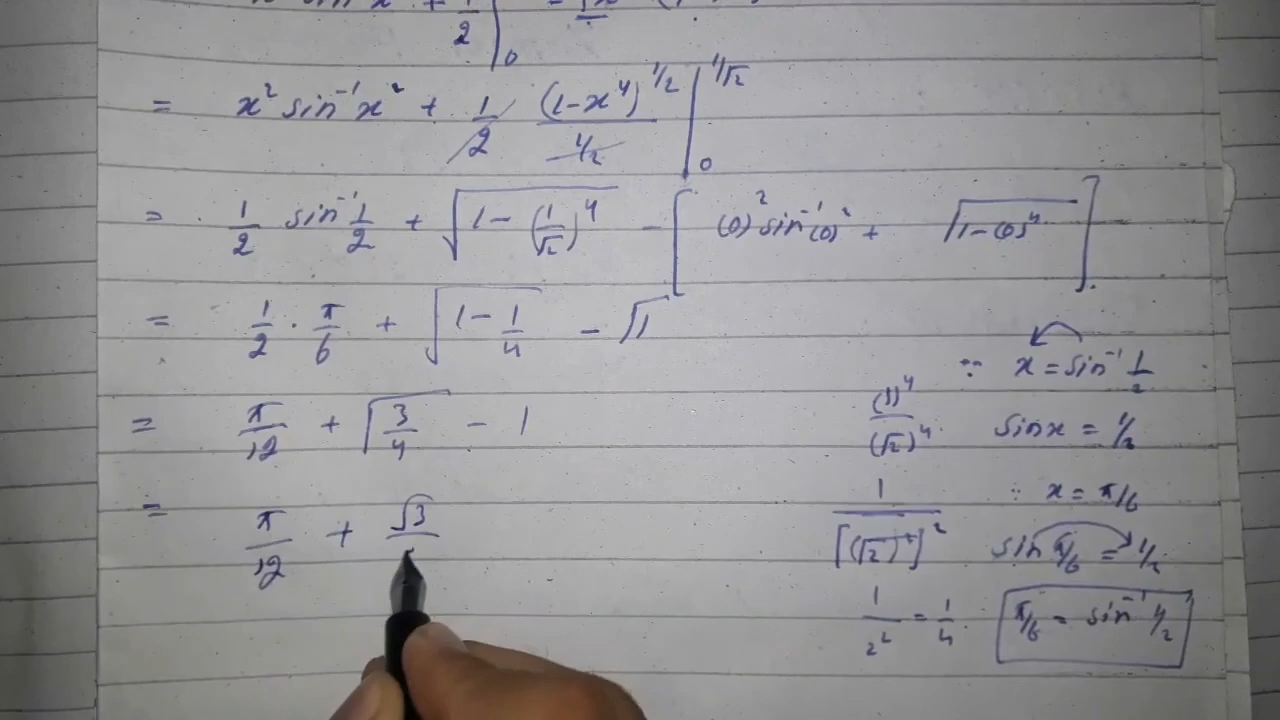 = x² sin⁻¹x² + 1/2 (1-x⁴)^1/2 / 1/2 |₀^1/√2
= 1/2 sin⁻¹ 1/2 + √(1-(1/√2)⁴) - [(0)² sin⁻¹(0)² + √(1-(0)⁴)].
= 1/2 · π/6 + √(1-1/4) - √1
= π/12 + √(3/4) - 1
= π/12 + √3/
∵ x = sin⁻¹ 1/2
sin x = 1/2
∵ x = π/6
sin π/6 = 1/2
π/6 = sin⁻¹ 1/2
(1)⁴/(√2)⁴
1/[(√2)²]²
1/2² = 1/4.